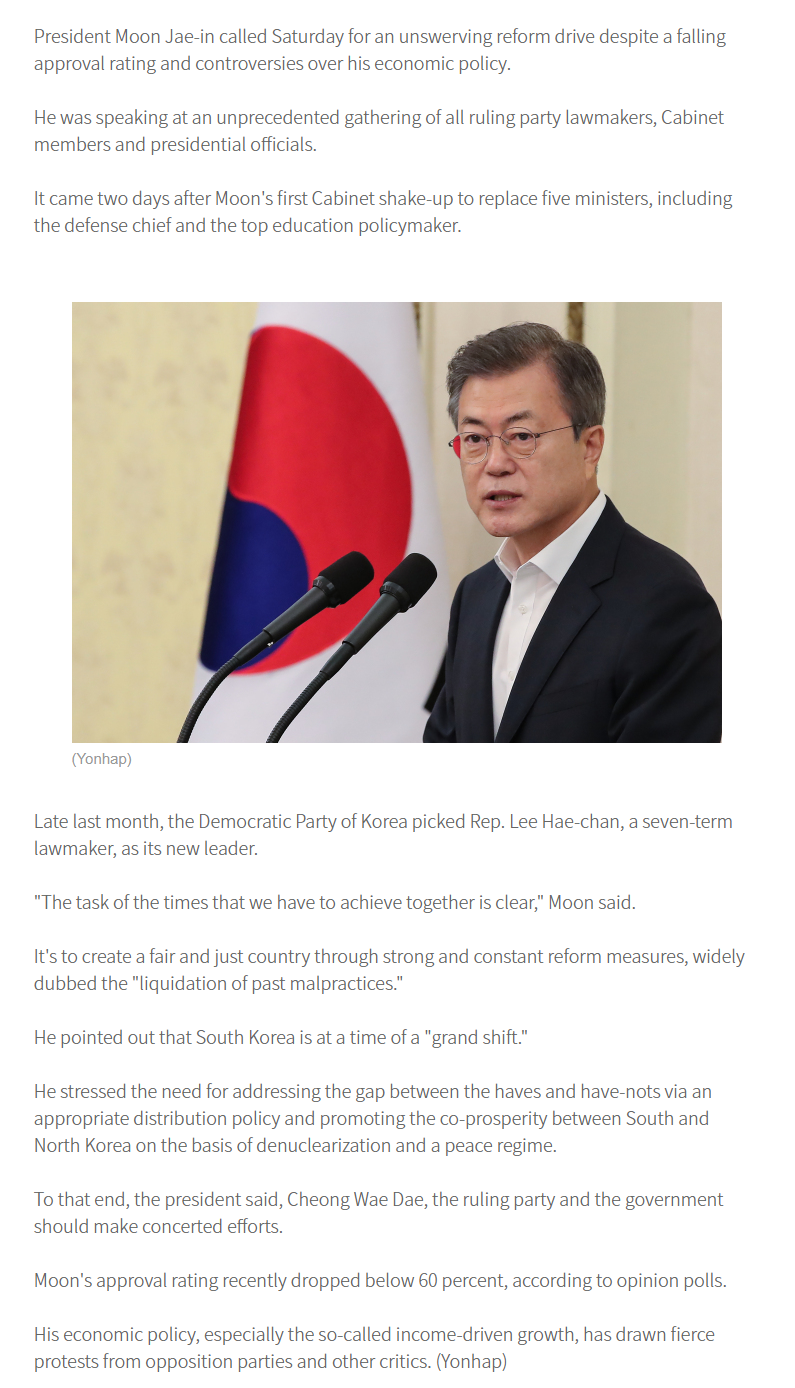 President Moon Jae-in called Saturday for an unswerving reform drive despite a falling
approval rating and controversies over his economic policy.
He was speaking at an unprecedented gathering of all ruling party lawmakers, Cabinet
members and presidential officials.
It came two days after Moon's first Cabinet shake-up to replace five ministers, including
the defense chief and the top education policymaker.
(Yonhap)
Late last month, the Democratic Party of Korea picked Rep. Lee Hae-chan, a seven-term
lawmaker, as its new leader.
"The task of the times that we have to achieve together is clear," Moon said.
It's to create a fair and just country through strong and constant reform measures, widely
dubbed the "liquidation of past malpractices."
He pointed out that South Korea is at a time of a "grand shift."
He stressed the need for addressing the gap between the haves and have-nots via an
appropriate distribution policy and promoting the co-prosperity between South and
North Korea on the basis of denuclearization and a peace regime.
To that end, the president said, Cheong Wae Dae, the ruling party and the government
should make concerted efforts.
Moon's approval rating recently dropped below 60 percent, according to opinion polls.
His economic policy, especially the so-called income-driven growth, has drawn fierce
protests from opposition parties and other critics. (Yonhap)